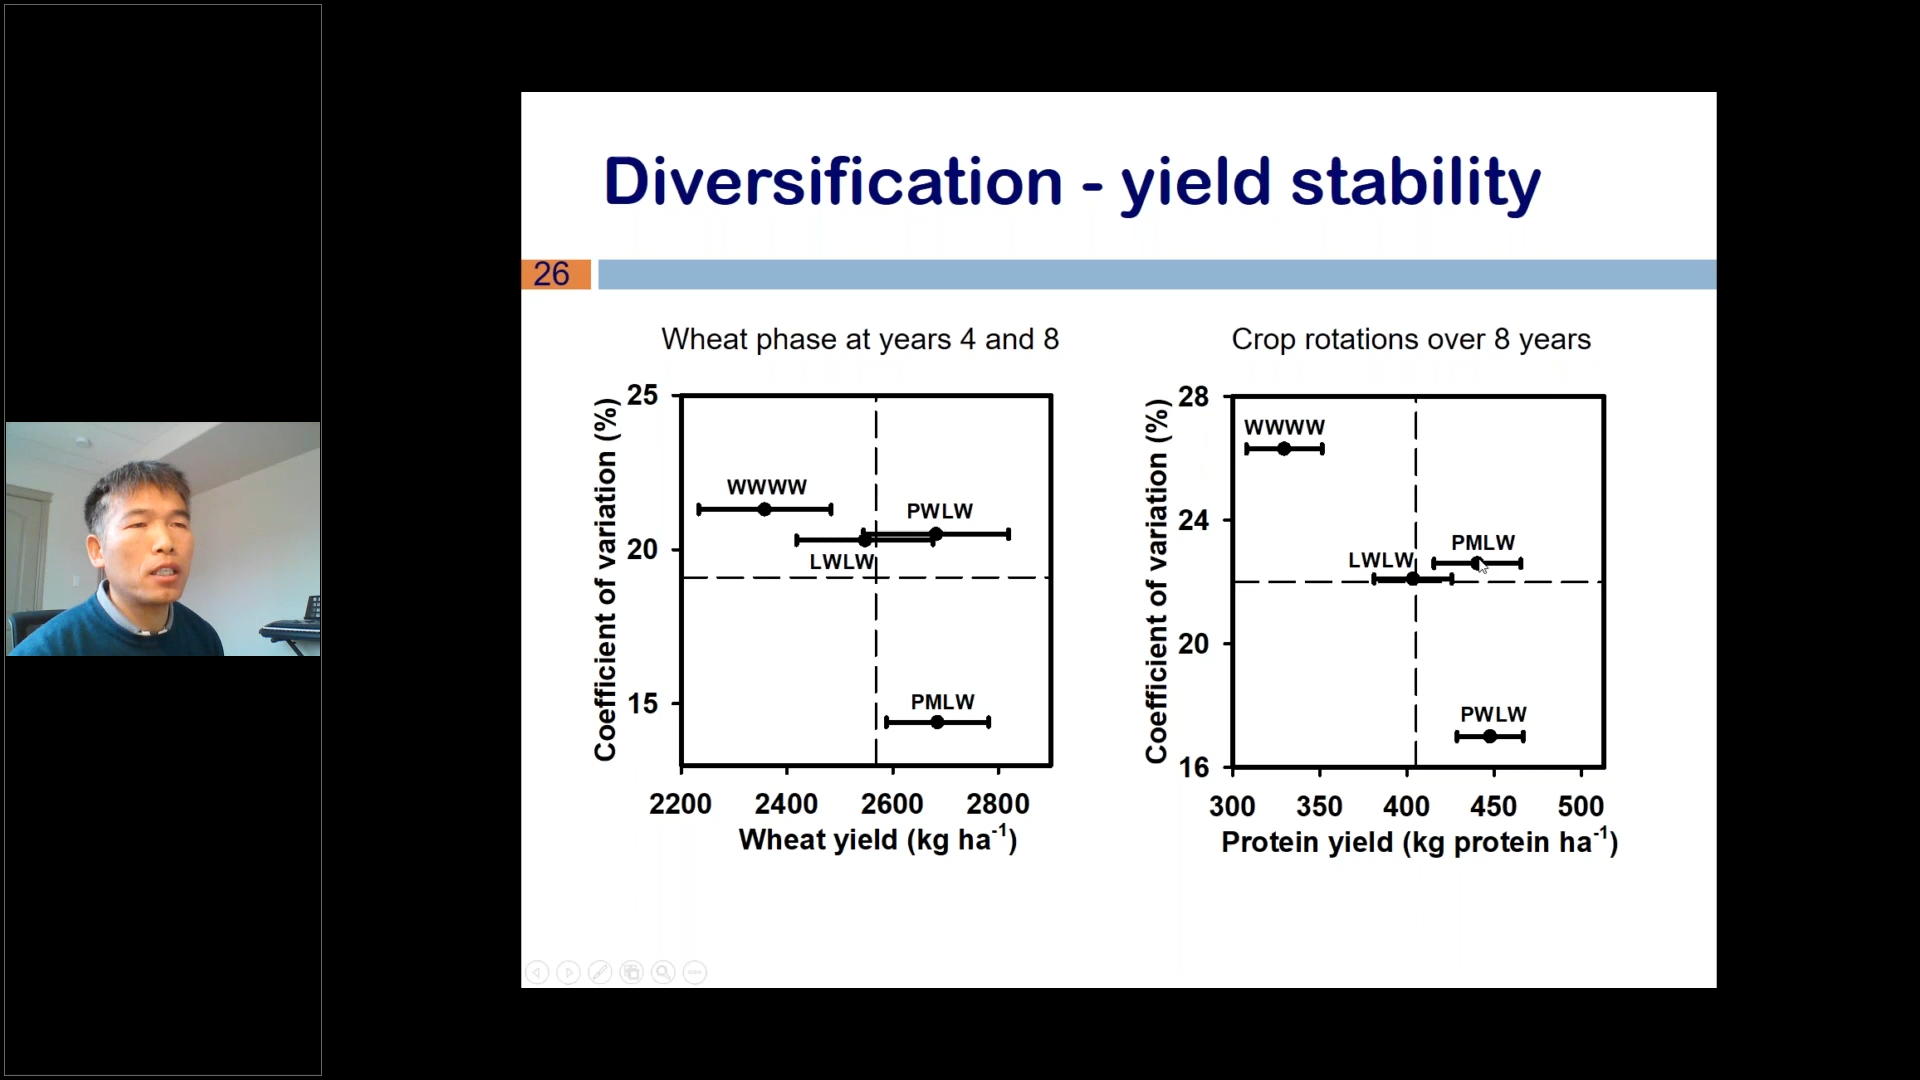 Diversification - yield stability
26
Wheat phase at years 4 and 8
Coefficient of variation (%)
25
20
15
WWWW
PWLW
LWLW
PMLW
2200 2400 2600 2800
Wheat yield (kg ha-1)
Crop rotations over 8 years
Coefficient of variation (%)
28
24
20
16
WWWW
PMLW
LWLW
PWLW
300 350 400 450 500
Protein yield (kg protein ha-1)